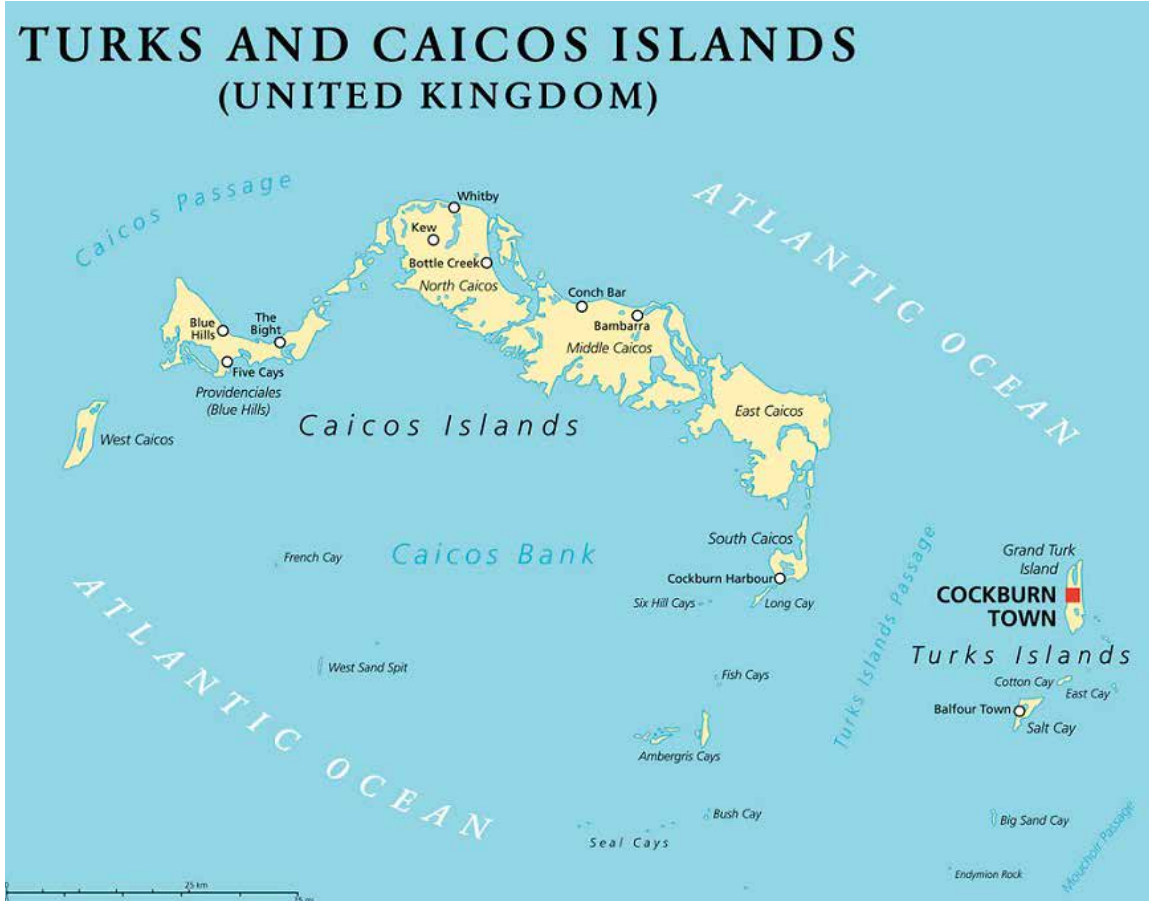 TURKS AND CAICOS ISLANDS
(UNITED KINGDOM)
Caicos Passage
ATLANTIC OCEAN
Whitby
Kew
Bottle Creek
North Caicos
Conch Bar
Bambarra
Middle Caicos
Blue
Hills
The
Bight
Five Cays
Providenciales
(Blue Hills)
West Caicos
Caicos Islands
East Caicos
South Caicos
Cockburn Harbour
Six Hill Cays
Long Cay
French Cay
Caicos Bank
Turks Islands Passage
Grand Turk
Island
COCKBURN
TOWN
Turks Islands
Cotton Cay
East Cay
Balfour Town
Salt Cay
ATLANTIC OCEAN
West Sand Spit
Fish Cays
Ambergris Cays
Bush Cay
Seal Cays
Big Sand Cay
Mouchoir Passage
Endymion Rock
0
25 km